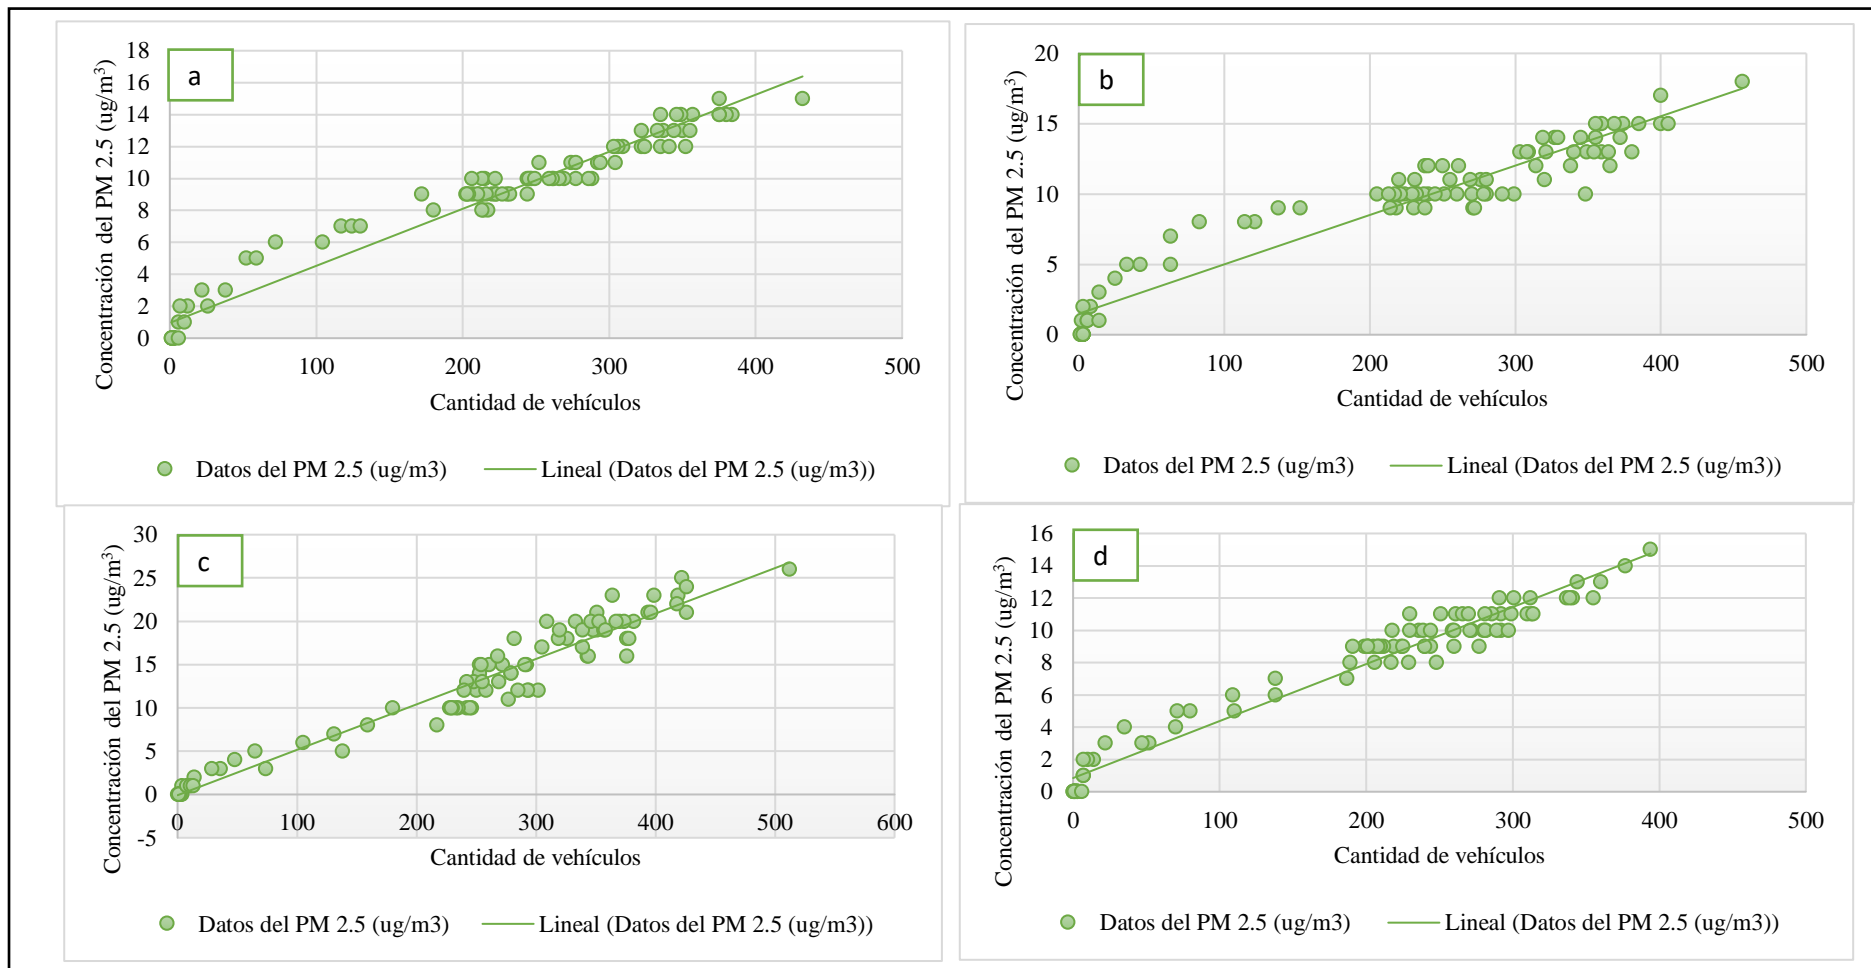 a
Concentración del PM 2.5 (ug/m³)
18
16
14
12
10
8
6
4
2
0
0 100 200 300 400 500
Cantidad de vehículos
Datos del PM 2.5 (ug/m3) Lineal (Datos del PM 2.5 (ug/m3))
b
Concentración del PM 2.5 (ug/m³)
20
15
10
5
0
0 100 200 300 400 500
Cantidad de vehículos
Datos del PM 2.5 (ug/m3) Lineal (Datos del PM 2.5 (ug/m3))
c
Concentración del PM 2.5 (ug/m³)
30
25
20
15
10
5
0
-5
0 100 200 300 400 500 600
Cantidad de vehículos
Datos del PM 2.5 (ug/m3) Lineal (Datos del PM 2.5 (ug/m3))
d
Concentración del PM 2.5 (ug/m³)
16
14
12
10
8
6
4
2
0
0 100 200 300 400 500
Cantidad de vehículos
Datos del PM 2.5 (ug/m3) Lineal (Datos del PM 2.5 (ug/m3))